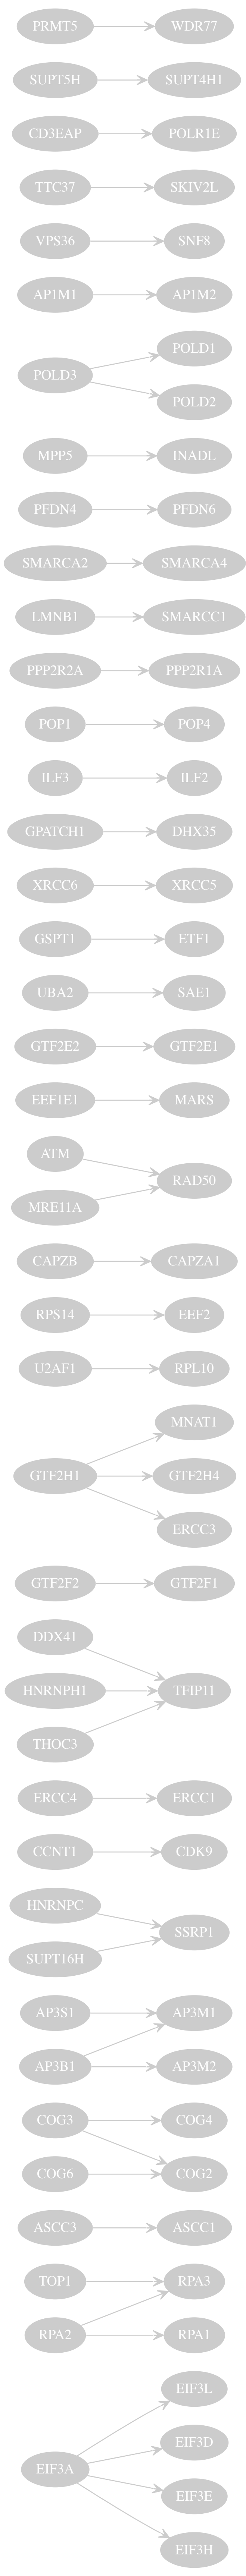 PRMT5 WDR77
SUPT5H SUPT4H1
CD3EAP POLR1E
TTC37 SKIV2L
VPS36 SNF8
AP1M1 AP1M2
POLD1
POLD3
POLD2
MPP5 INADL
PFDN4 PFDN6
SMARCA2 SMARCA4
LMNB1 SMARCC1
PPP2R2A PPP2R1A
POP1 POP4
ILF3 ILF2
GPATCH1 DHX35
XRCC6 XRCC5
GSPT1 ETF1
UBA2 SAE1
GTF2E2 GTF2E1
EEF1E1 MARS
ATM
RAD50
MRE11A
CAPZB CAPZA1
RPS14 EEF2
U2AF1 RPL10
MNAT1
GTF2H1 GTF2H4
ERCC3
GTF2F2 GTF2F1
DDX41
HNRNPH1 TFIP11
THOC3
ERCC4 ERCC1
CCNT1 CDK9
HNRNPC
SSRP1
SUPT16H
AP3S1 AP3M1
AP3B1 AP3M2
COG3 COG4
COG6 COG2
ASCC3 ASCC1
TOP1 RPA3
RPA2 RPA1
EIF3L
EIF3D
EIF3A
EIF3E
EIF3H